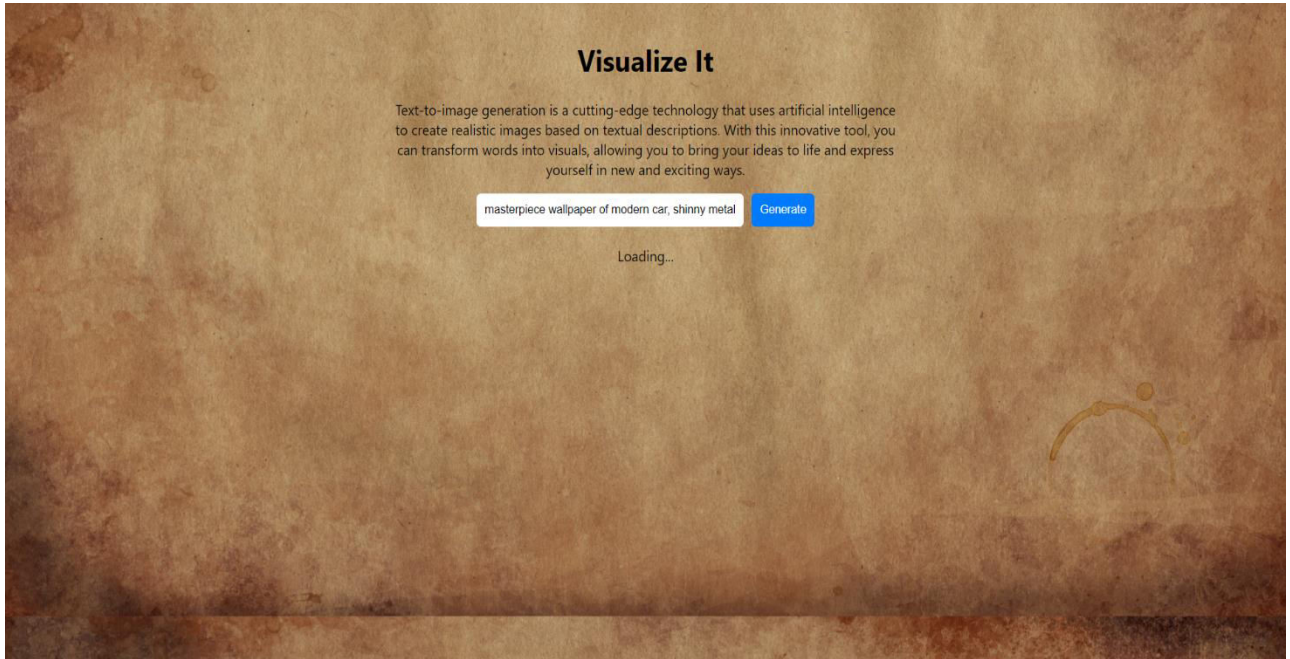 Visualize It
Text-to-image generation is a cutting-edge technology that uses artificial intelligence
to create realistic images based on textual descriptions. With this innovative tool, you
can transform words into visuals, allowing you to bring your ideas to life and express
yourself in new and exciting ways.
masterpiece wallpaper of modern car, shinny metal
Generate
Loading...